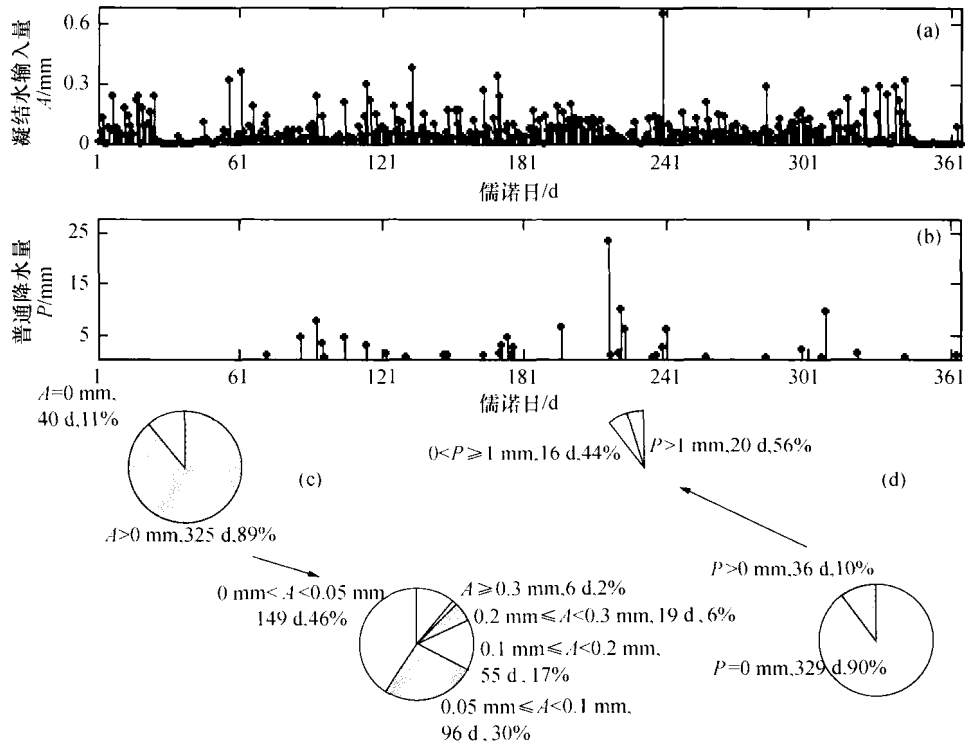 (a)
凝结水输入量
A/mm
0.6
0.3
0
1 61 121 181 241 301 361
儒诺日/d
(b)
普通降水量
P/mm
25
15
5
1 61 121 181 241 301 361
儒诺日/d
A=0 mm,
40 d,11%
(c)
A>0 mm,325 d,89%
0<P≥1 mm,16 d,44%
P>1 mm,20 d,56%
(d)
0 mm<A<0.05 mm
149 d,46%
A≥0.3 mm,6 d,2%
0.2 mm≤A<0.3 mm,19 d,6%
0.1 mm≤A<0.2 mm,
55 d,17%
0.05 mm≤A<0.1 mm,
96 d,30%
P>0 mm,36 d,10%
P=0 mm,329 d,90%